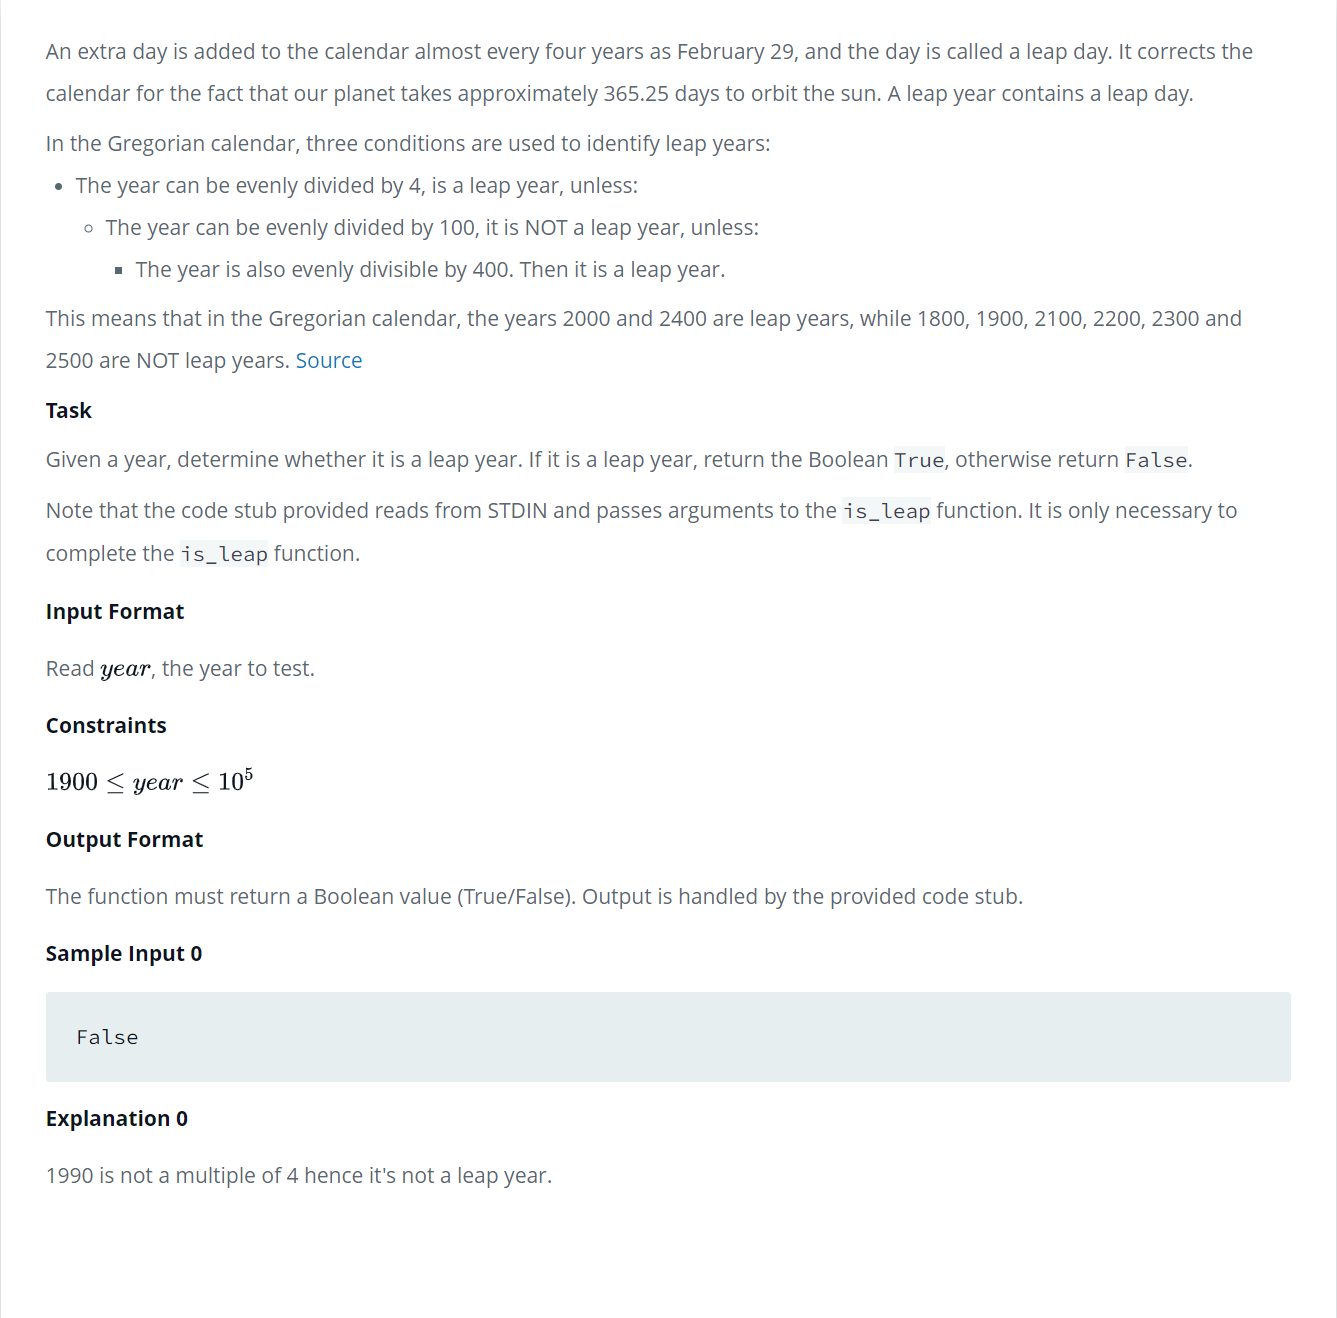 An extra day is added to the calendar almost every four years as February 29, and the day is called a leap day. It corrects the
calendar for the fact that our planet takes approximately 365.25 days to orbit the sun. A leap year contains a leap day.
In the Gregorian calendar, three conditions are used to identify leap years:
• The year can be evenly divided by 4, is a leap year, unless:
◦ The year can be evenly divided by 100, it is NOT a leap year, unless:
▪ The year is also evenly divisible by 400. Then it is a leap year.
This means that in the Gregorian calendar, the years 2000 and 2400 are leap years, while 1800, 1900, 2100, 2200, 2300 and
2500 are NOT leap years. Source
Task
Given a year, determine whether it is a leap year. If it is a leap year, return the Boolean True, otherwise return False.
Note that the code stub provided reads from STDIN and passes arguments to the is_leap function. It is only necessary to
complete the is_leap function.
Input Format
Read year, the year to test.
Constraints
1900 ≤ year ≤ 10⁵
Output Format
The function must return a Boolean value (True/False). Output is handled by the provided code stub.
Sample Input 0
False
Explanation 0
1990 is not a multiple of 4 hence it's not a leap year.